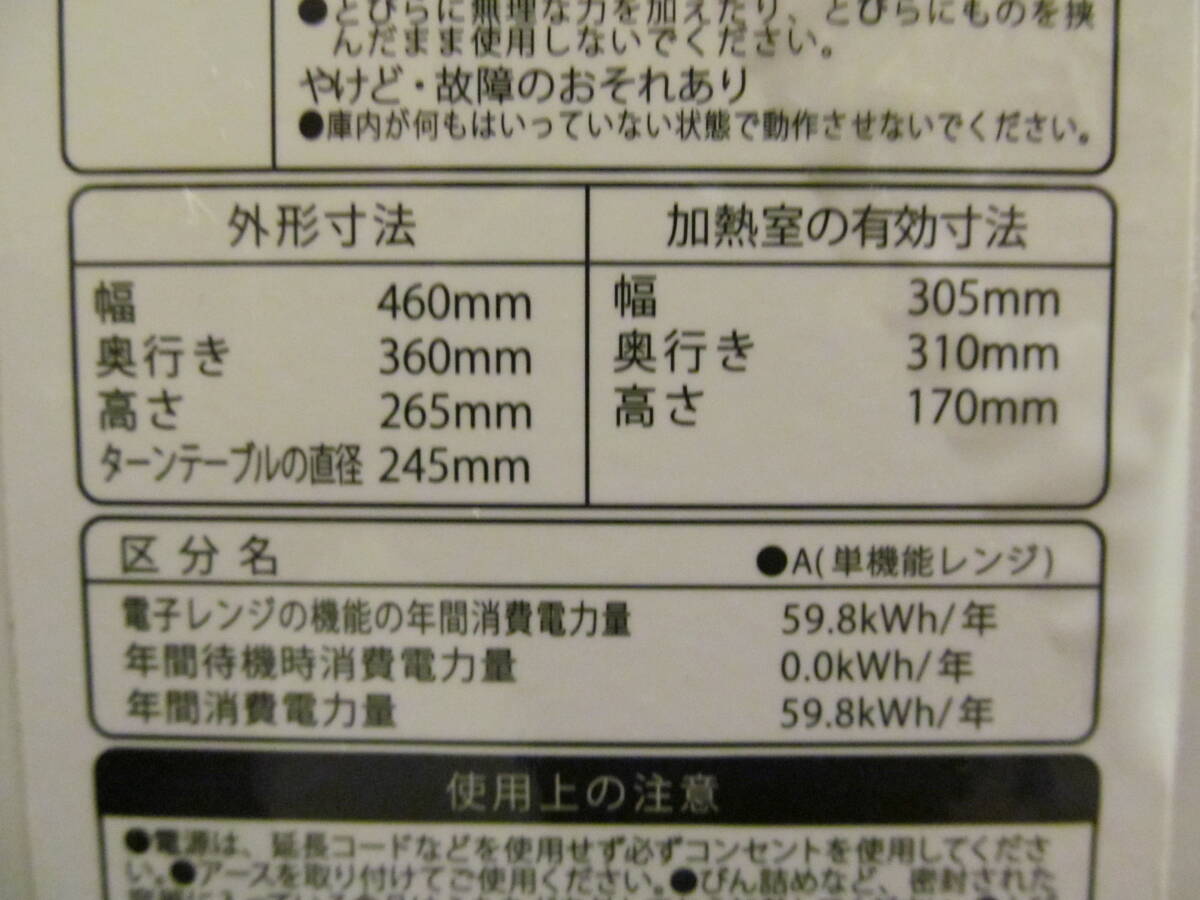 ●とびらに無理な力を加えたり、とびらにものを挟
んだまま使用しないでください。
やけど・故障のおそれあり
●庫内が何もはいっていない状態で動作させないでください。
外形寸法
幅 460mm
奥行き 360mm
高さ 265mm
ターンテーブルの直径 245mm
加熱室の有効寸法
幅 305mm
奥行き 310mm
高さ 170mm
区分名 ●A(単機能レンジ)
電子レンジの機能の年間消費電力量 59.8kWh/年
年間待機時消費電力量 0.0kWh/年
年間消費電力量 59.8kWh/年
使用上の注意
●電源は、延長コードなどを使用せず必ずコンセントを使用してくださ
い。●アースを取り付けてご使用ください。●びん詰めなど、密封された